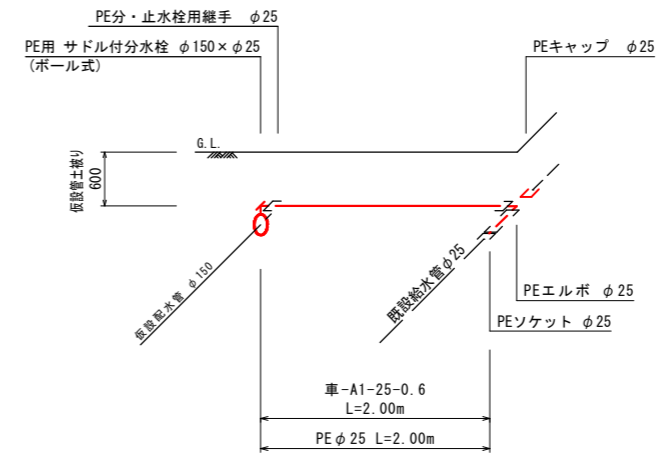 PE分・止水栓用継手 φ25
PE用 サドル付分水栓 φ150×φ25
(ボール式)
PEキャップ φ25
G.L.
仮設管土被り
600
仮設配水管 φ150
既設給水管φ25
PEエルボ φ25
PEソケット φ25
車-A1-25-0.6
L=2.00m
PEφ25 L=2.00m